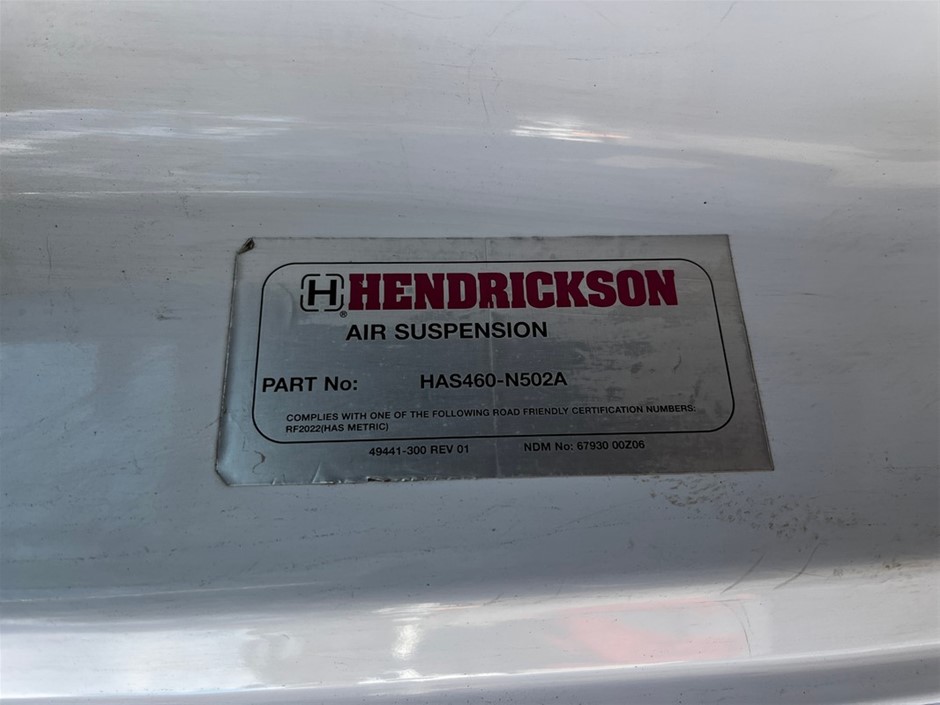 H HENDRICKSON
®
AIR SUSPENSION
PART No: HAS460-N502A
COMPLIES WITH ONE OF THE FOLLOWING ROAD FRIENDLY CERTIFICATION NUMBERS:
RF2022(HAS METRIC)
49441-300 REV 01 NDM No: 67930 00Z06